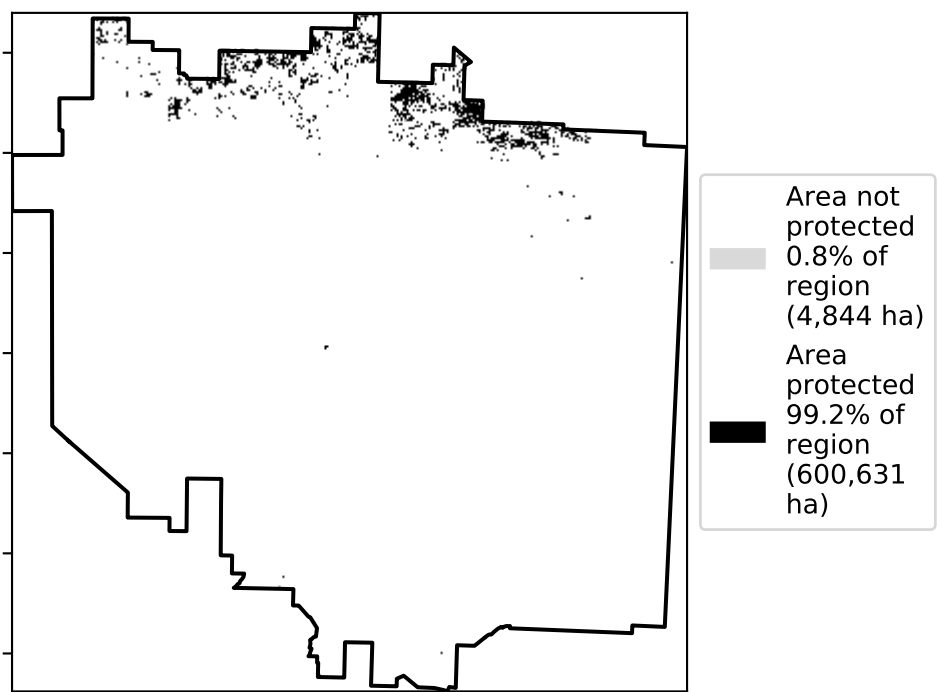 Area not
protected
0.8% of
region
(4,844 ha)
Area
protected
99.2% of
region
(600,631
ha)